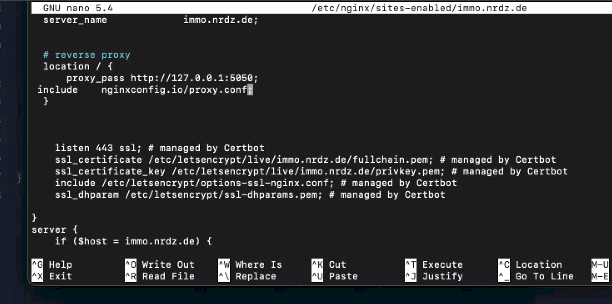 GNU nano 5.4 /etc/nginx/sites-enabled/immo.nrdz.de
server_name immo.nrdz.de;
# reverse proxy
location / {
proxy_pass http://127.0.0.1:5050;
include nginxconfig.io/proxy.conf;
}
listen 443 ssl; # managed by Certbot
ssl_certificate /etc/letsencrypt/live/immo.nrdz.de/fullchain.pem; # managed by Certbot
ssl_certificate_key /etc/letsencrypt/live/immo.nrdz.de/privkey.pem; # managed by Certbot
include /etc/letsencrypt/options-ssl-nginx.conf; # managed by Certbot
ssl_dhparam /etc/letsencrypt/ssl-dhparams.pem; # managed by Certbot
}
server {
if ($host = immo.nrdz.de) {
^G Help ^O Write Out ^W Where Is ^K Cut ^T Execute ^C Location M-U
^X Exit ^R Read File ^\ Replace ^U Paste ^J Justify ^_ Go To Line M-E